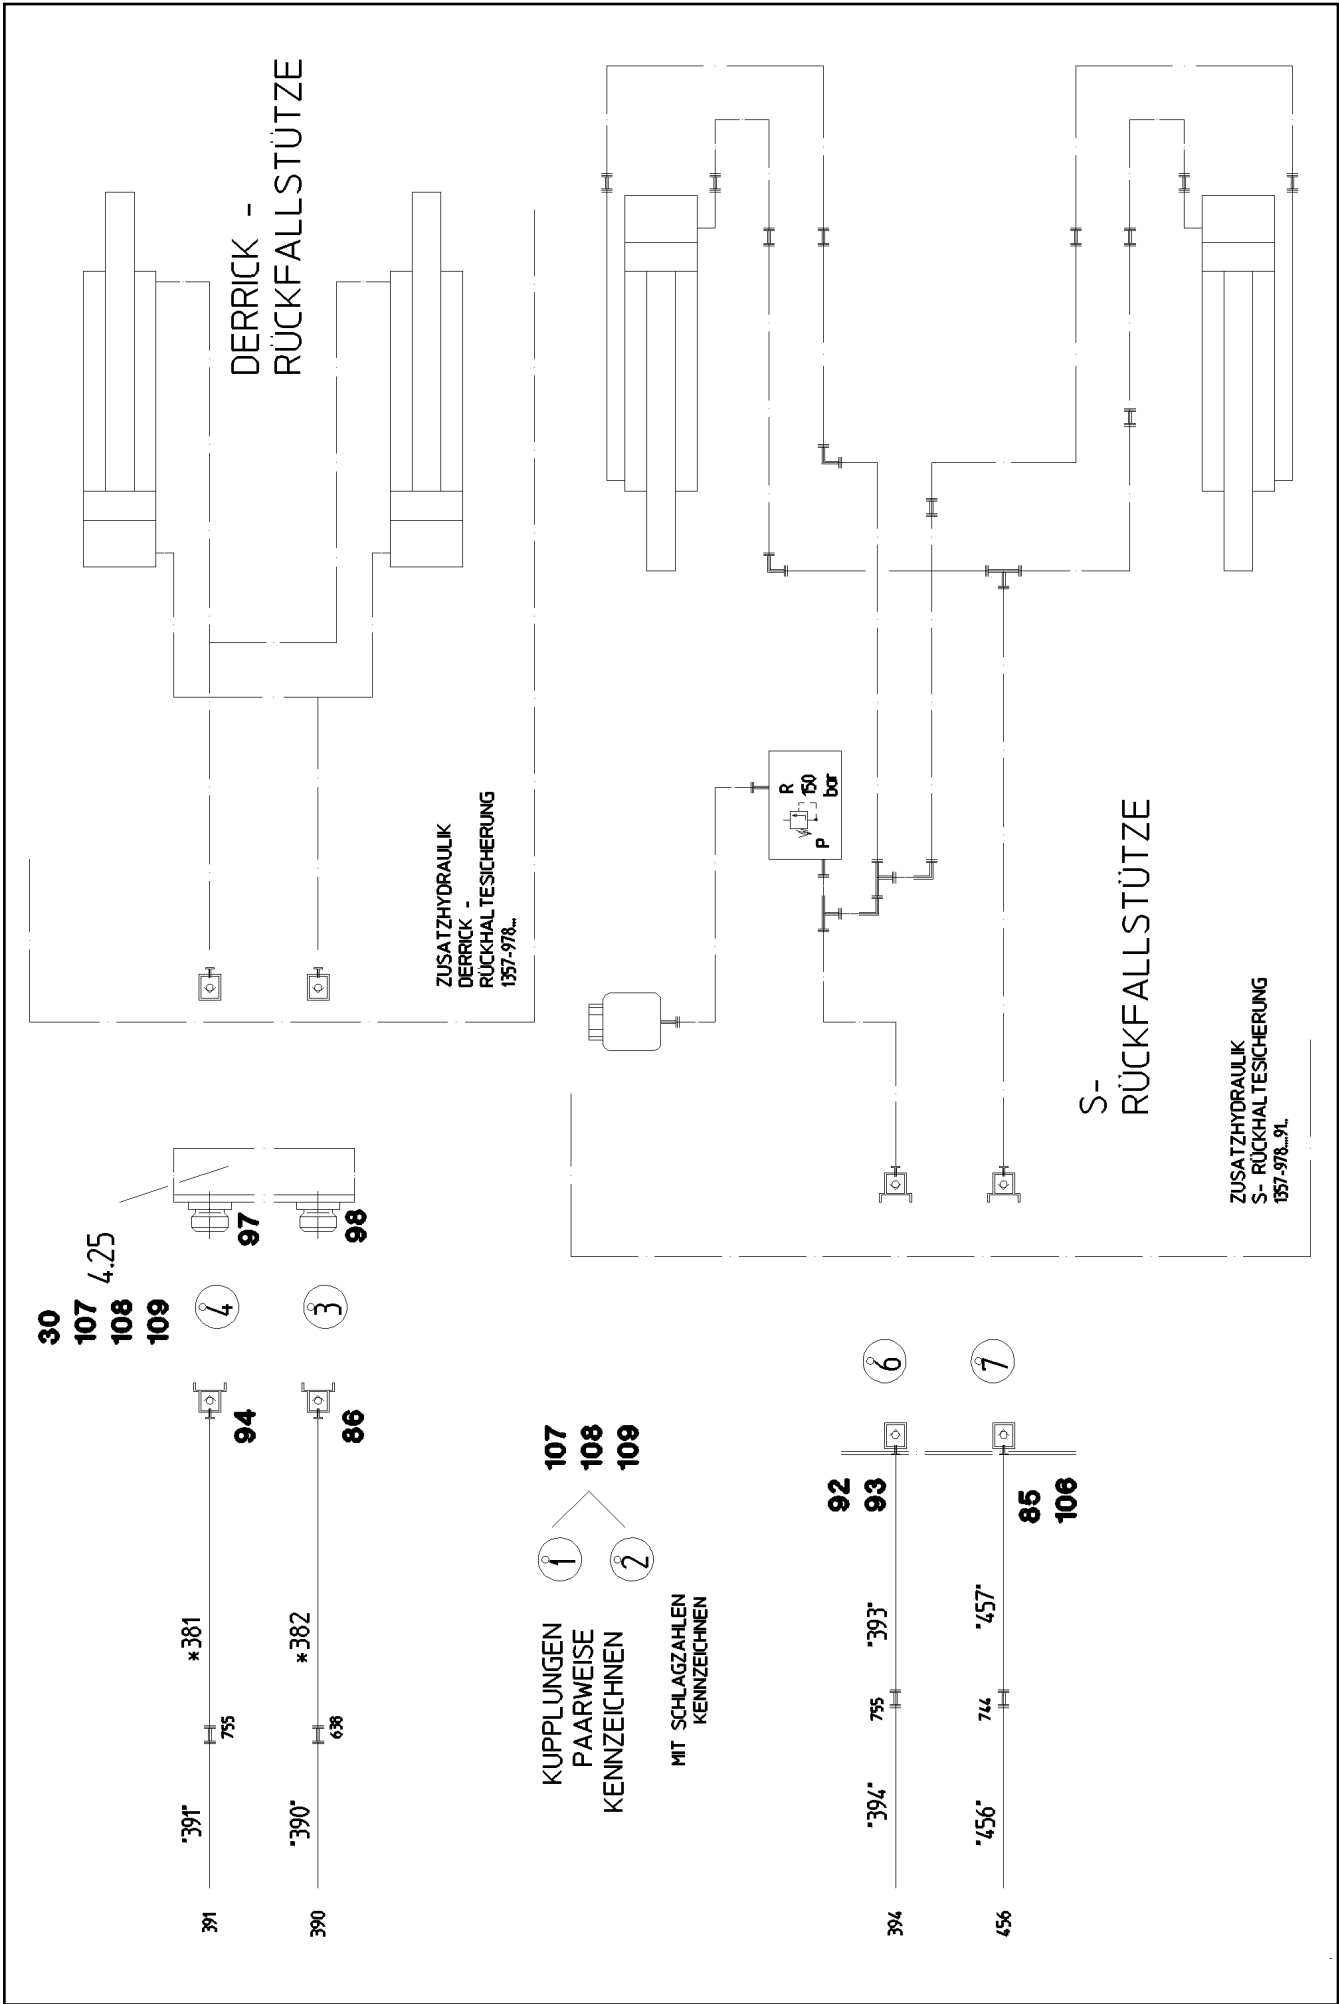 DERRICK -
RÜCKFALLSTÜTZE
ZUSATZHYDRAULIK
DERRICK -
RÜCKHALTESICHERUNG
1357-978...
30
107
108
109
4.25
4
3
97
98
94
86
*381
*382
755
638
"391"
"390"
391
390
KUPPLUNGEN
PAARWEISE
KENNZEICHNEN
1
2
107
108
109
MIT SCHLAGZAHLEN
KENNZEICHNEN
R
150
bar
P
S-
RÜCKFALLSTÜTZE
ZUSATZHYDRAULIK
S- RÜCKHALTESICHERUNG
1357-978...91..
6
7
92
93
85
106
"393"
"457"
755
744
"394"
"456"
394
456